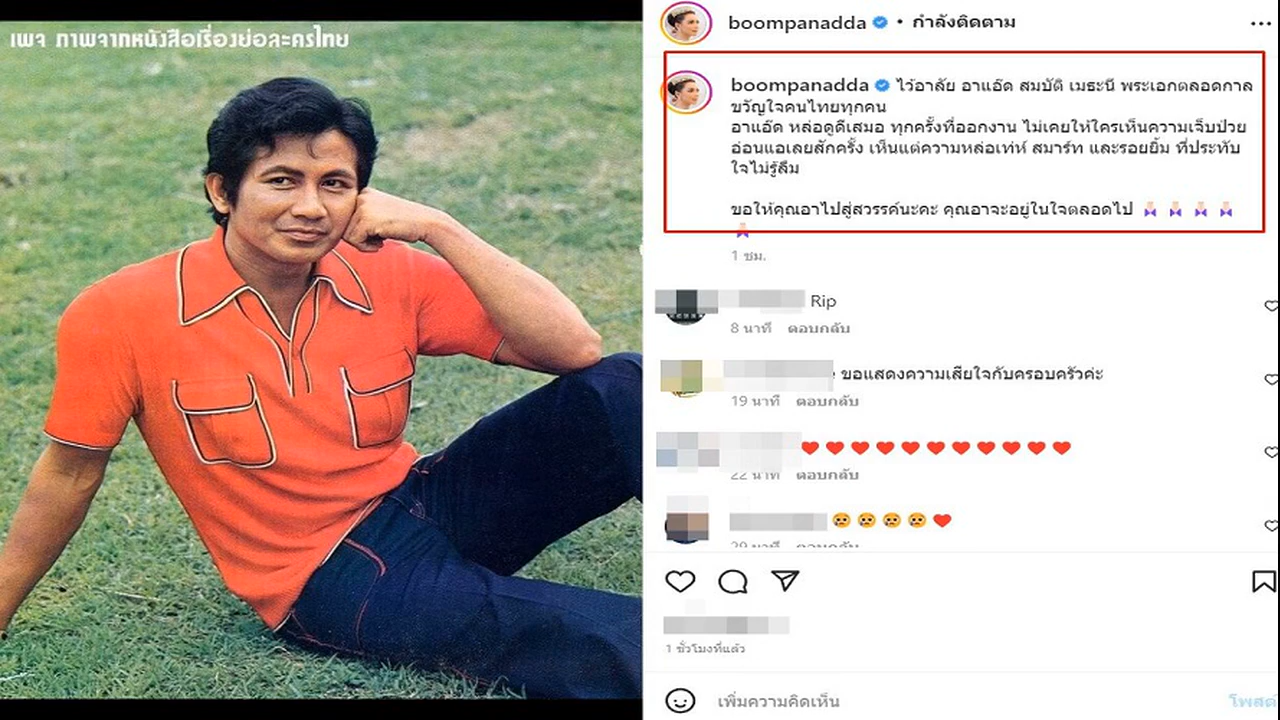 เพจ ภาพจากหนังสือเรื่องย่อละครไทย
boompanadda • กำลังติดตาม
boompanadda ไว้อาลัย อาแอ๊ด สมบัติ เมธะนี พระเอกตลอดกาล
ขวัญใจคนไทยทุกคน
อาแอ๊ด หล่อดูดีเสมอ ทุกครั้งที่ออกงาน ไม่เคยให้ใครเห็นความเจ็บป่วย
อ่อนแอเลยสักครั้ง เห็นแต่ความหล่อเท่ห์ สมาร์ท และรอยยิ้ม ที่ประทับ
ใจไม่รู้ลืม
ขอให้คุณอาไปสู่สวรรค์นะคะ คุณอาจะอยู่ในใจตลอดไป
1 ชม.
Rip
8 นาที ตอบกลับ
ขอแสดงความเสียใจกับครอบครัวค่ะ
19 นาที ตอบกลับ
22 นาที ตอบกลับ
29 นาที ตอบกลับ
1 ชั่วโมงที่แล้ว
เพิ่มความคิดเห็น
โพสต์